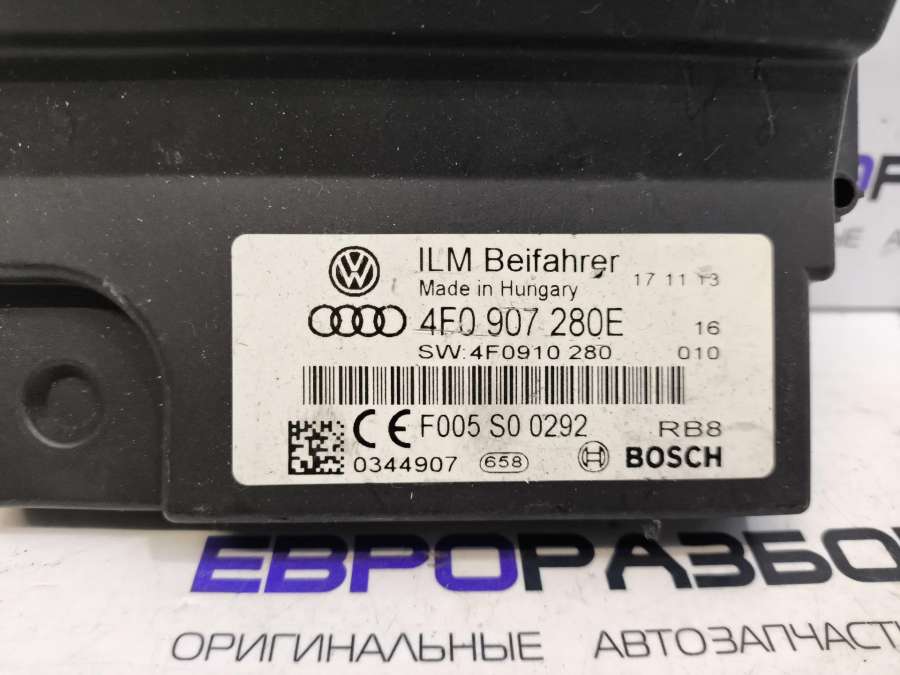 ILM Beifahrer
Made in Hungary
17 11 13
4F0 907 280E
16
SW: 4F0910 280
010
CE
F005 S0 0292
RB8
0344907
658
BOSCH
ЕВРОРАЗБО
ОРИГИНАЛЬНЫЕ АВТОЗАПЧАСТ